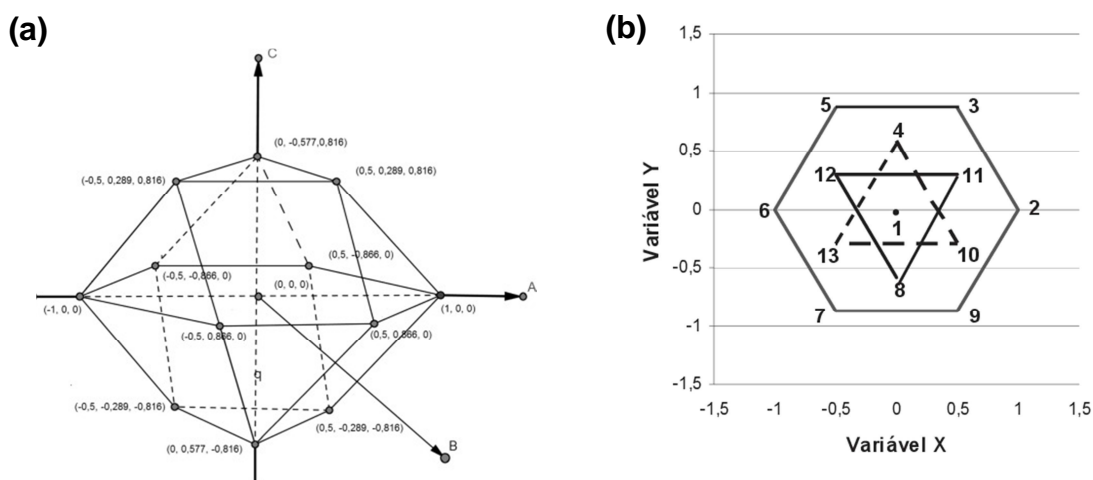 (a)
C
(0, -0,577,0,816)
(-0,5, 0,289, 0,816)
(0,5, 0,289, 0,816)
(0,5, -0,866, 0)
(-0,5, -0,866, 0)
(0, 0, 0)
A
(-1, 0, 0)
(1, 0, 0)
(-0,5, 0,866, 0)
(0,5, 0,866, 0)
q
(-0,5, -0,289, -0,816)
(0,5, -0,289, -0,816)
(0, 0,577, -0,816)
B
(b)
Variável Y
1,5
1
0,5
0
-0,5
-1
-1,5
5
3
4
12
11
6
1
2
13
10
8
7
9
-1,5
-1
-0,5
0
0,5
1
1,5
Variável X